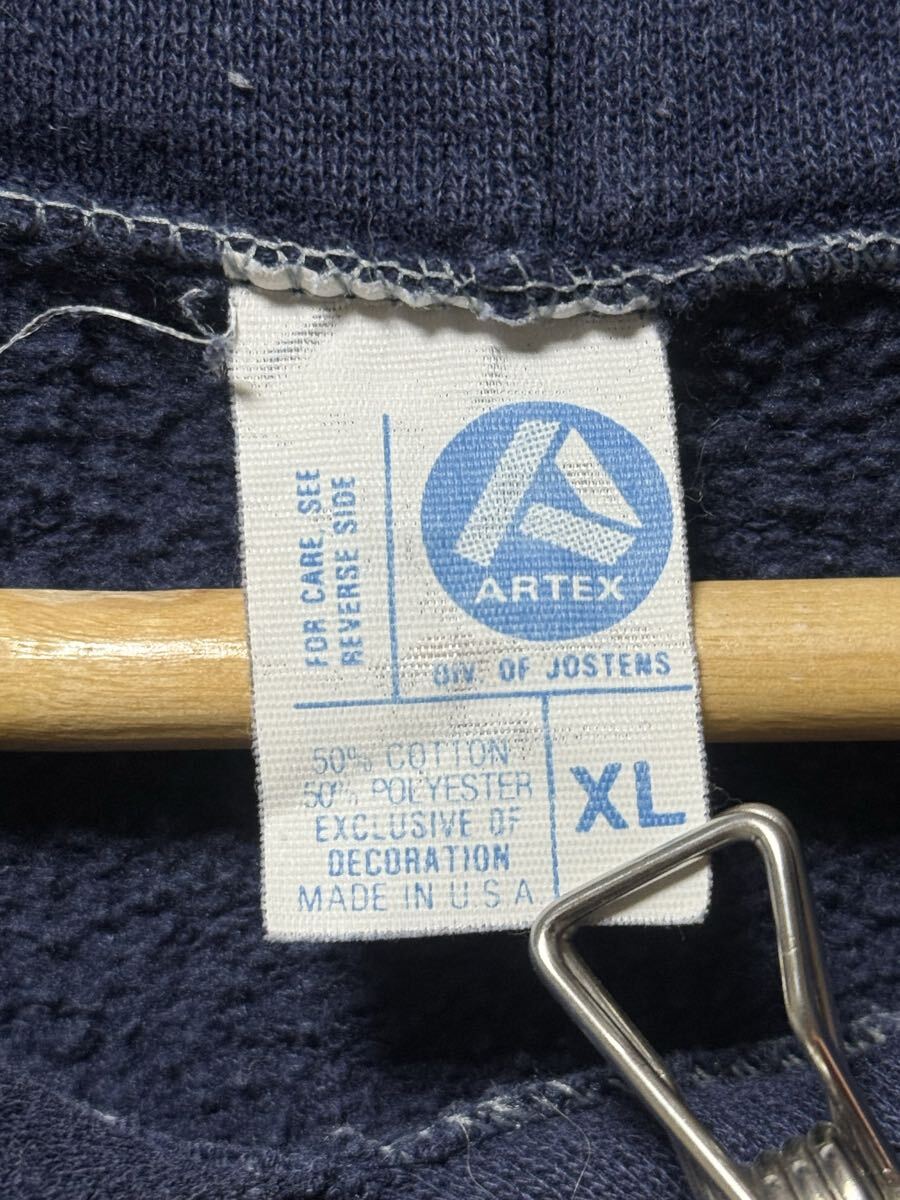 FOR CARE, SEE
REVERSE SIDE
ARTEX
DIV. OF JOSTENS
50% COTTON
50% POLYESTER
EXCLUSIVE OF
DECORATION
MADE IN U.S.A
XL